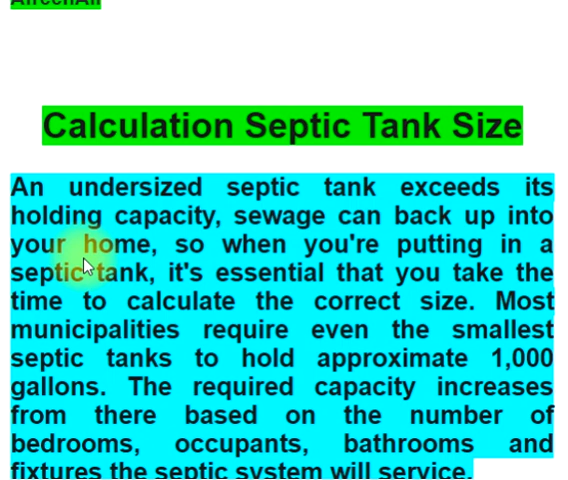 Calculation Septic Tank Size
An undersized septic tank exceeds its
holding capacity, sewage can back up into
your home, so when you're putting in a
septic tank, it's essential that you take the
time to calculate the correct size. Most
municipalities require even the smallest
septic tanks to hold approximate 1,000
gallons. The required capacity increases
from there based on the number of
bedrooms, occupants, bathrooms and
fixtures the septic system will service.